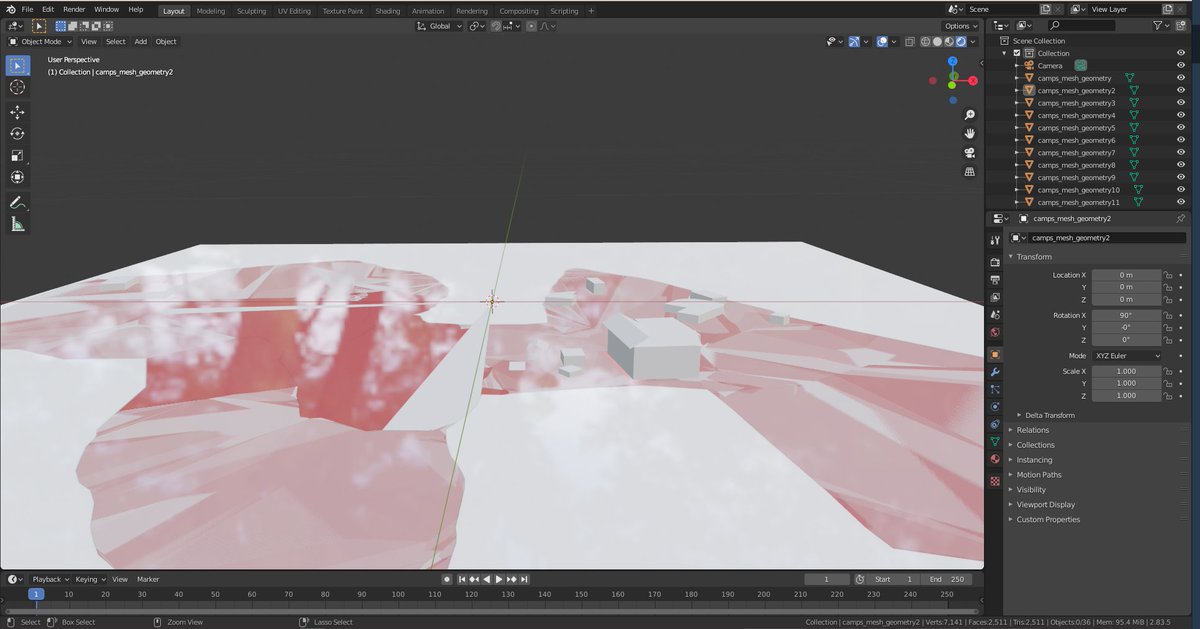 File Edit Render Window Help Layout Modeling Sculpting UV Editing Texture Paint Shading Animation Rendering Compositing Scripting + Scene View Layer
Global Options
Object Mode View Select Add Object
User Perspective
(1) Collection | camps_mesh_geometry2
Z
X
Scene Collection
Collection
Camera
camps_mesh_geometry
camps_mesh_geometry2
camps_mesh_geometry3
camps_mesh_geometry4
camps_mesh_geometry5
camps_mesh_geometry6
camps_mesh_geometry7
camps_mesh_geometry8
camps_mesh_geometry9
camps_mesh_geometry10
camps_mesh_geometry11
camps_mesh_geometry2
camps_mesh_geometry2
Transform
Location X 0 m
Y 0 m
Z 0 m
Rotation X 90°
Y -0°
Z 0°
Mode XYZ Euler
Scale X 1.000
Y 1.000
Z 1.000
Delta Transform
Relations
Collections
Instancing
Motion Paths
Visibility
Viewport Display
Custom Properties
Playback Keying View Marker 1 Start 1 End 250
1 10 20 30 40 50 60 70 80 90 100 110 120 130 140 150 160 170 180 190 200 210 220 230 240 250
Select Box Select Zoom View Lasso Select Collection | camps_mesh_geometry2 | Verts:7,141 | Faces:2,511 | Tris:2,511 | Objects:0/36 | Mem: 95.4 MiB | 2.83.5